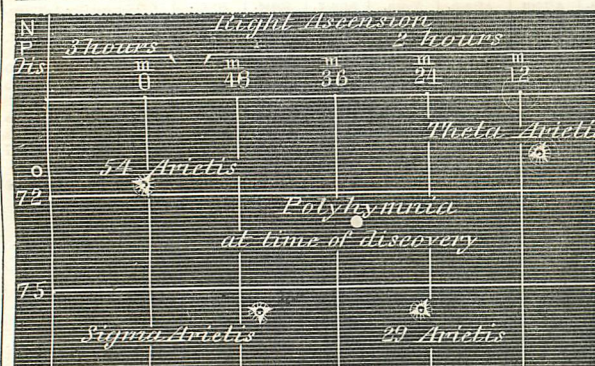 Right Ascension
N P Dis
3 hours 2 hours
m m m m m
0 48 36 24 12
Theta Arieti
54 Arietis
o
72
Polyhymnia
at time of discovery
75
Sigma Arietis 29 Arietis